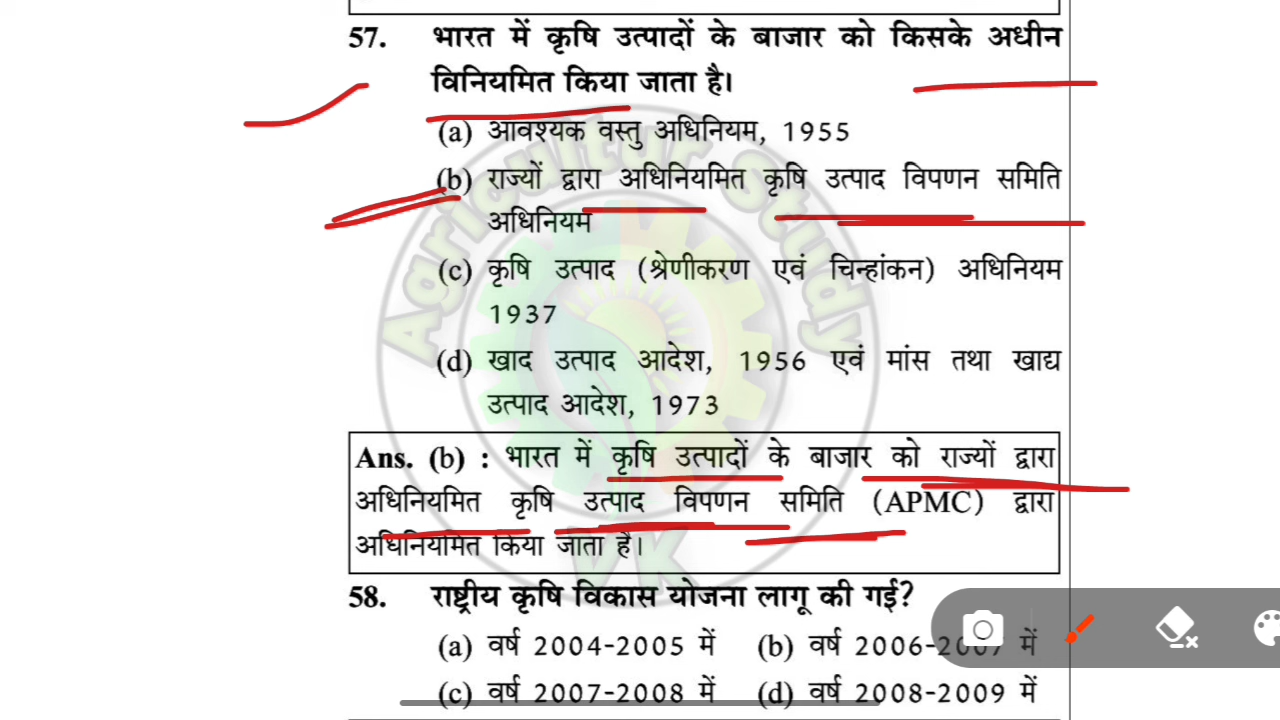 57. भारत में कृषि उत्पादों के बाजार को किसके अधीन
विनियमित किया जाता है।
(a) आवश्यक वस्तु अधिनियम, 1955
(b) राज्यों द्वारा अधिनियमित कृषि उत्पाद विपणन समिति
अधिनियम
(c) कृषि उत्पाद (श्रेणीकरण एवं चिन्हांकन) अधिनियम
1937
(d) खाद उत्पाद आदेश, 1956 एवं मांस तथा खाद्य
उत्पाद आदेश, 1973
Ans. (b) : भारत में कृषि उत्पादों के बाजार को राज्यों द्वारा
अधिनियमित कृषि उत्पाद विपणन समिति (APMC) द्वारा
अधिनियमित किया जाता है।
58. राष्ट्रीय कृषि विकास योजना लागू की गई?
(a) वर्ष 2004-2005 में (b) वर्ष 2006-2007 में
(c) वर्ष 2007-2008 में (d) वर्ष 2008-2009 में
Agricultur Study
VK